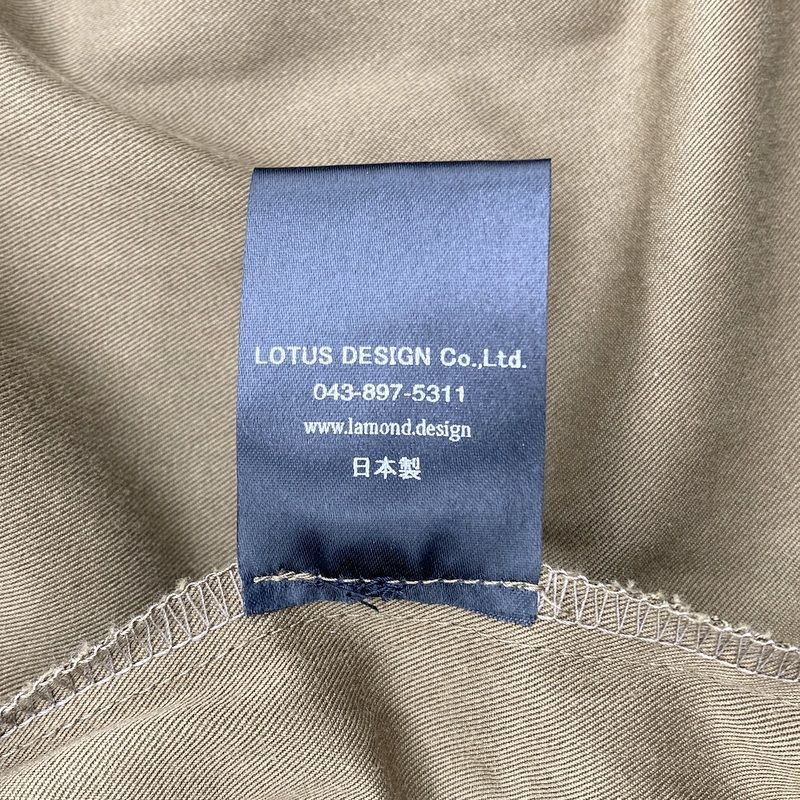 LOTUS DESIGN Co.,Ltd.
043-897-5311
www.lamond.design
日本製